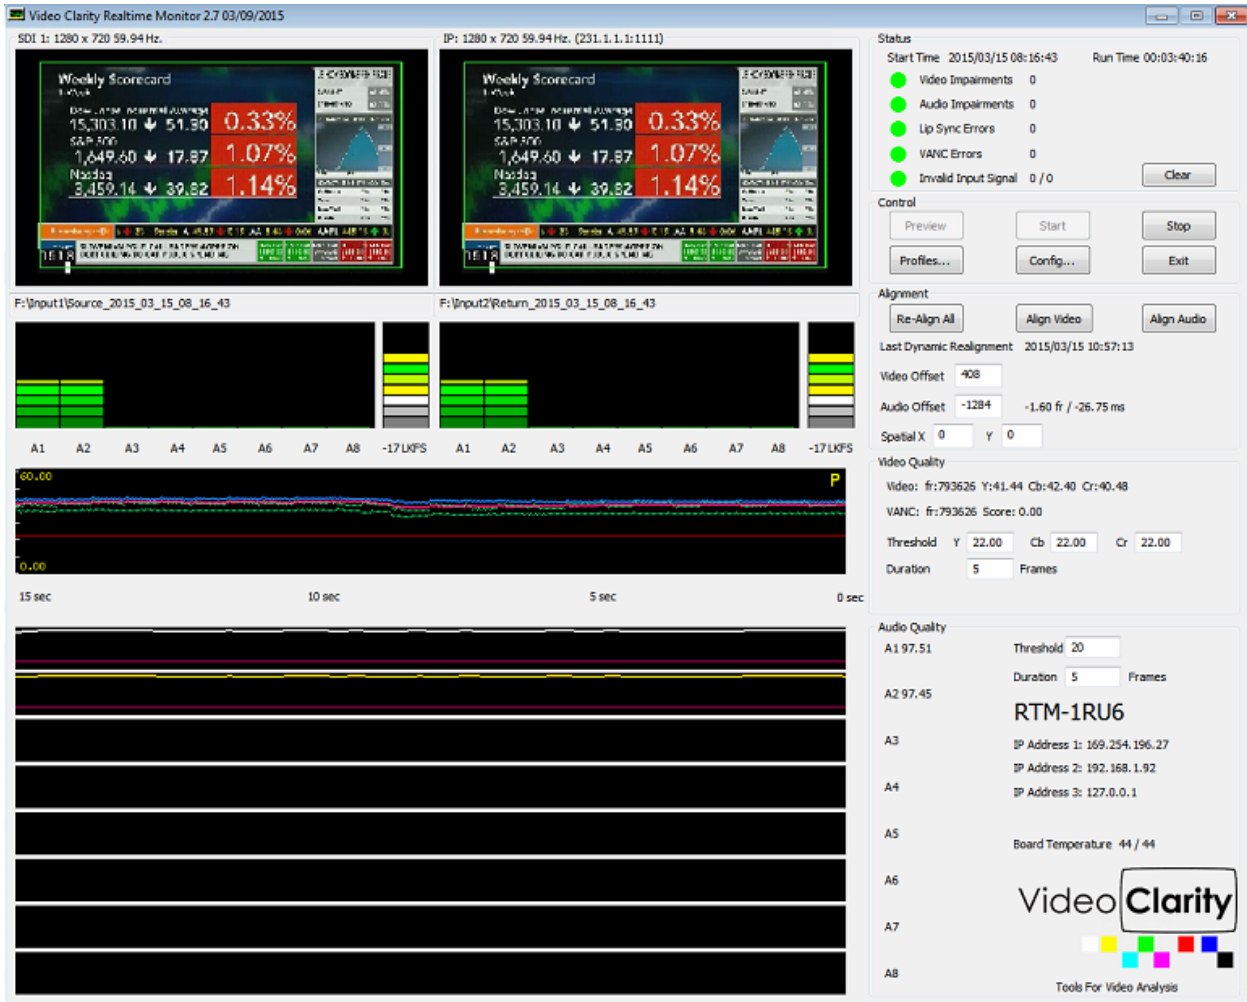 Video Clarity Realtime Monitor 2.7 03/09/2015
SDI 1: 1280 x 720 59.94 Hz.
IP: 1280 x 720 59.94 Hz. (231.1.1.1:1111)
Weekly Scorecard
1-Week
Dow Jones Industrial Average
15,303.10 51.30 0.33%
S&P 500
1,649.60 17.87 1.07%
Nasdaq
3,459.14 39.82 1.14%
1518
Weekly Scorecard
1-Week
Dow Jones Industrial Average
15,303.10 51.30 0.33%
S&P 500
1,649.60 17.87 1.07%
Nasdaq
3,459.14 39.82 1.14%
1518
F:\Input1\Source_2015_03_15_08_16_43
F:\Input2\Return_2015_03_15_08_16_43
A1 A2 A3 A4 A5 A6 A7 A8 -17 LKFS
A1 A2 A3 A4 A5 A6 A7 A8 -17 LKFS
60.00
P
0.00
15 sec 10 sec 5 sec 0 sec
Status
Start Time 2015/03/15 08:16:43 Run Time 00:03:40:16
Video Impairments 0
Audio Impairments 0
Lip Sync Errors 0
VANC Errors 0
Invalid Input Signal 0 / 0
Clear
Control
Preview Start Stop
Profiles... Config... Exit
Alignment
Re-Align All Align Video Align Audio
Last Dynamic Realignment 2015/03/15 10:57:13
Video Offset 408
Audio Offset -1284 -1.60 fr / -26.75 ms
Spatial X 0 Y 0
Video Quality
Video: fr:793626 Y:41.44 Cb:42.40 Cr:40.48
VANC: fr:793626 Score: 0.00
Threshold Y 22.00 Cb 22.00 Cr 22.00
Duration 5 Frames
Audio Quality
A1 97.51 Threshold 20
Duration 5 Frames
A2 97.45
RTM-1RU6
A3
IP Address 1: 169.254.196.27
IP Address 2: 192.168.1.92
A4
IP Address 3: 127.0.0.1
A5
Board Temperature 44 / 44
A6
Video Clarity
A7
A8
Tools For Video Analysis